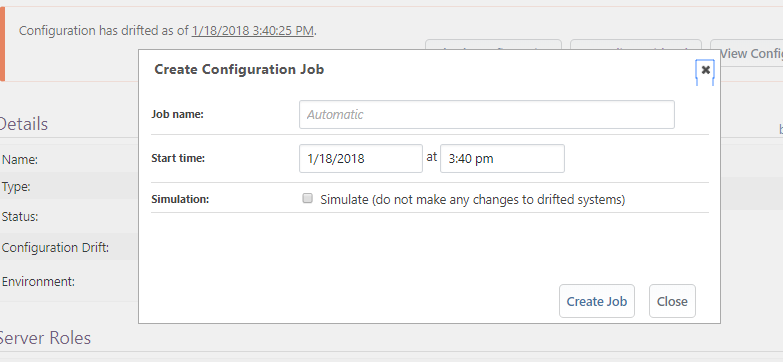 Configuration has drifted as of 1/18/2018 3:40:25 PM.
View Config
Create Configuration Job
Job name:
Automatic
Start time:
1/18/2018 at 3:40 pm
Simulation:
Simulate (do not make any changes to drifted systems)
Create Job
Close
Details
Name:
Type:
Status:
Configuration Drift:
Environment:
Server Roles